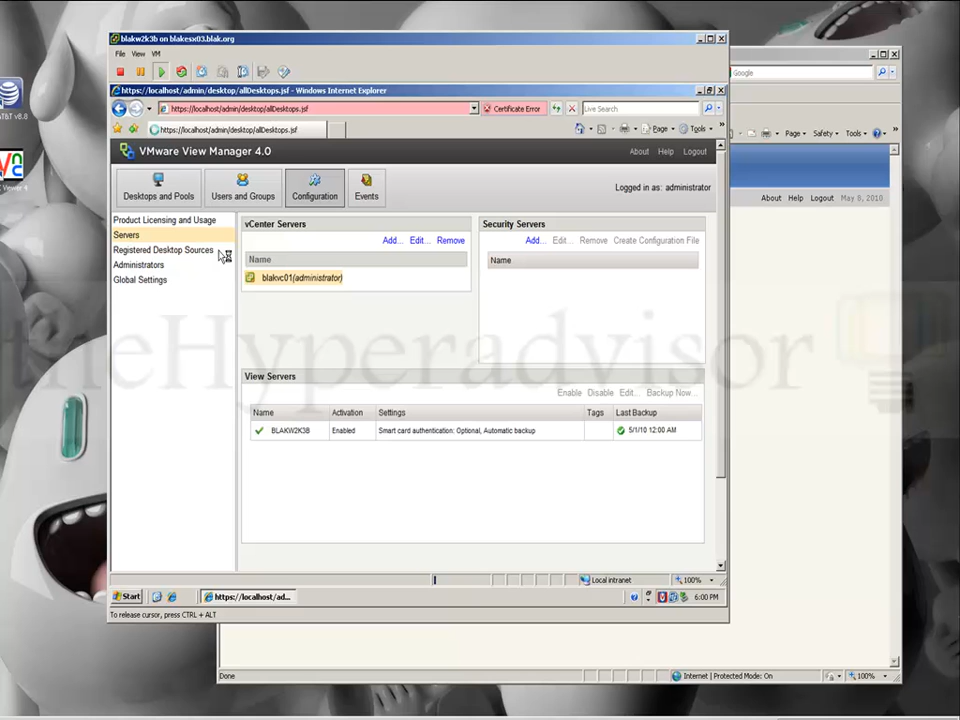 blakw2k3b on blakesx03.blak.org
File View VM
https://localhost/admin/desktop/allDesktops.jsf - Windows Internet Explorer
https://localhost/admin/desktop/allDesktops.jsf
Certificate Error
Live Search
https://localhost/admin/desktop/allDesktops.jsf
Page
Tools
VMware View Manager 4.0
About Help Logout
Desktops and Pools
Users and Groups
Configuration
Events
Logged in as: administrator
Product Licensing and Usage
Servers
Registered Desktop Sources
Administrators
Global Settings
vCenter Servers
Add... Edit... Remove
Name
blakvc01(administrator)
Security Servers
Add... Edit... Remove Create Configuration File
Name
theHyperadvisor
View Servers
Enable Disable Edit... Backup Now...
Name Activation Settings Tags Last Backup
BLAKW2K3B Enabled Smart card authentication: Optional, Automatic backup 5/1/10 12:00 AM
Local intranet
100%
Start
https://localhost/ad...
6:00 PM
To release cursor, press CTRL + ALT
Google
Page Safety Tools
About Help Logout May 8, 2010
Done
Internet | Protected Mode: On
100%
AT&T v8.8
Viewer 4